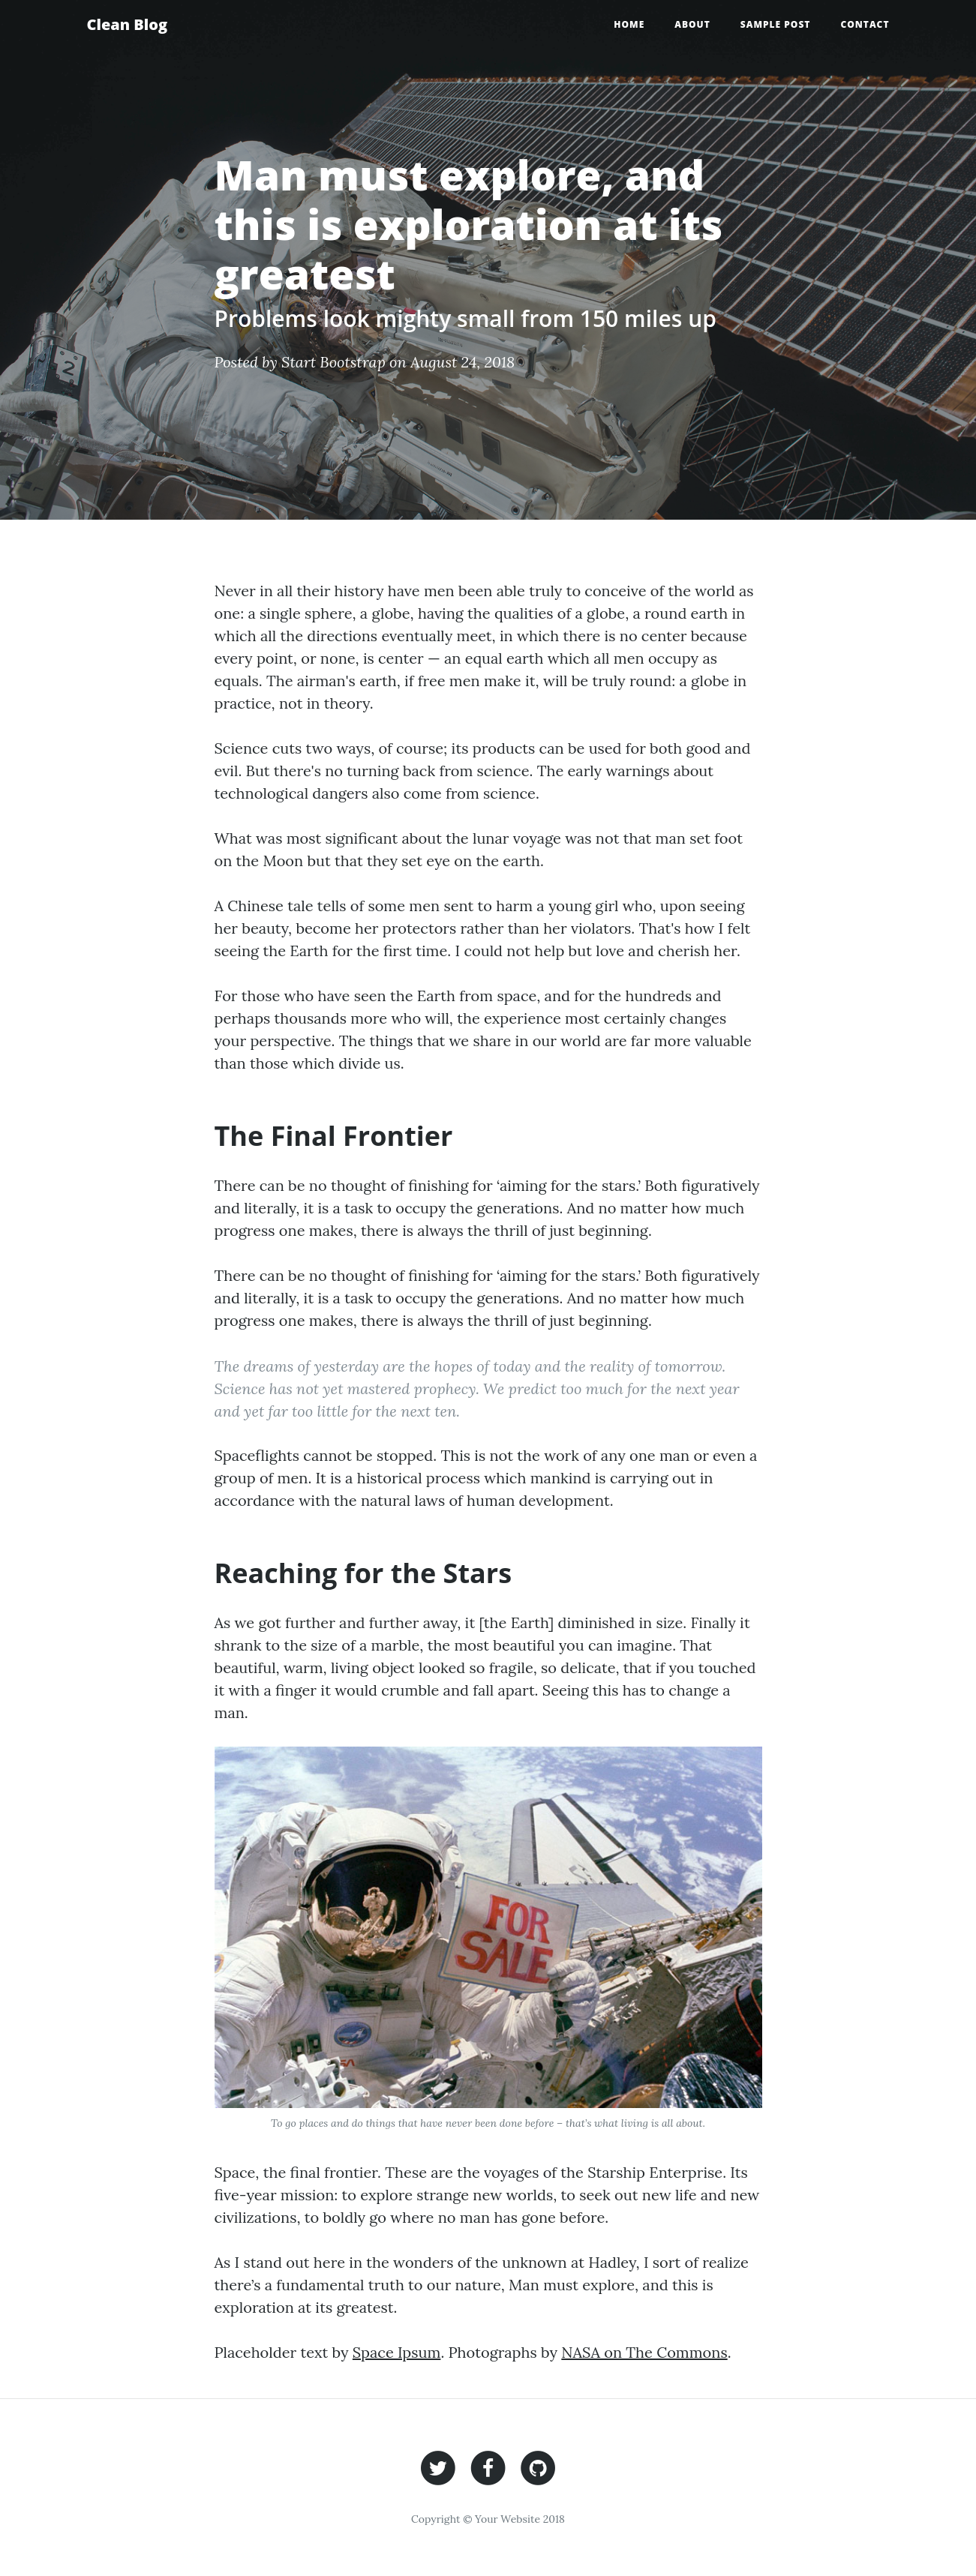 Clean Blog
HOME
ABOUT
SAMPLE POST
CONTACT
Man must explore, and
this is exploration at its
greatest
Problems look mighty small from 150 miles up
Posted by Start Bootstrap on August 24, 2018
2
Never in all their history have men been able truly to conceive of the world as
one: a single sphere, a globe, having the qualities of a globe, a round earth in
which all the directions eventually meet, in which there is no center because
every point, or none, is center — an equal earth which all men occupy as
equals. The airman's earth, if free men make it, will be truly round: a globe in
practice, not in theory.
Science cuts two ways, of course; its products can be used for both good and
evil. But there's no turning back from science. The early warnings about
technological dangers also come from science.
What was most significant about the lunar voyage was not that man set foot
on the Moon but that they set eye on the earth.
A Chinese tale tells of some men sent to harm a young girl who, upon seeing
her beauty, become her protectors rather than her violators. That's how I felt
seeing the Earth for the first time. I could not help but love and cherish her.
For those who have seen the Earth from space, and for the hundreds and
perhaps thousands more who will, the experience most certainly changes
your perspective. The things that we share in our world are far more valuable
than those which divide us.
The Final Frontier
There can be no thought of finishing for ‘aiming for the stars.’ Both figuratively
and literally, it is a task to occupy the generations. And no matter how much
progress one makes, there is always the thrill of just beginning.
There can be no thought of finishing for ‘aiming for the stars.’ Both figuratively
and literally, it is a task to occupy the generations. And no matter how much
progress one makes, there is always the thrill of just beginning.
The dreams of yesterday are the hopes of today and the reality of tomorrow.
Science has not yet mastered prophecy. We predict too much for the next year
and yet far too little for the next ten.
Spaceflights cannot be stopped. This is not the work of any one man or even a
group of men. It is a historical process which mankind is carrying out in
accordance with the natural laws of human development.
Reaching for the Stars
As we got further and further away, it [the Earth] diminished in size. Finally it
shrank to the size of a marble, the most beautiful you can imagine. That
beautiful, warm, living object looked so fragile, so delicate, that if you touched
it with a finger it would crumble and fall apart. Seeing this has to change a
man.
FOR
SALE
To go places and do things that have never been done before – that’s what living is all about.
Space, the final frontier. These are the voyages of the Starship Enterprise. Its
five-year mission: to explore strange new worlds, to seek out new life and new
civilizations, to boldly go where no man has gone before.
As I stand out here in the wonders of the unknown at Hadley, I sort of realize
there’s a fundamental truth to our nature, Man must explore, and this is
exploration at its greatest.
Placeholder text by Space Ipsum. Photographs by NASA on The Commons.
Copyright © Your Website 2018